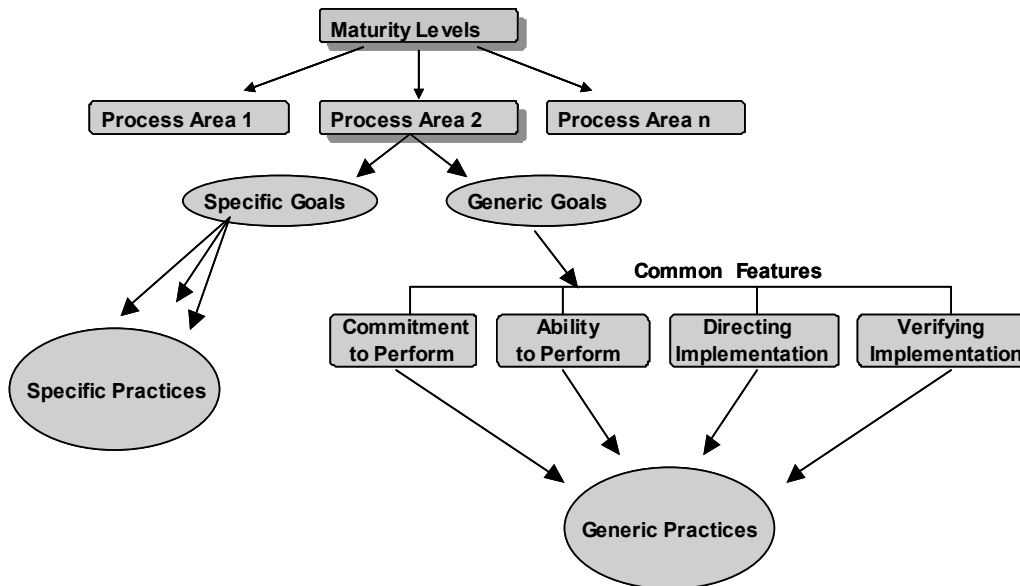 Maturity Levels
Process Area 1
Process Area 2
Process Area n
Specific Goals
Generic Goals
Common Features
Commitment
to Perform
Ability
to Perform
Directing
Implementation
Verifying
Implementation
Specific Practices
Generic Practices